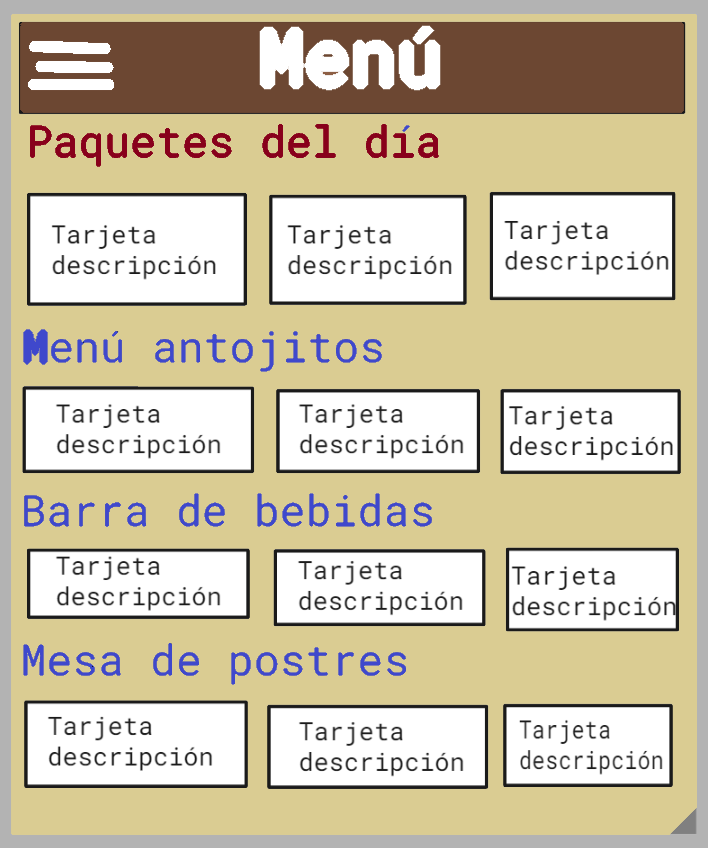 Menú
Paquetes del día
Tarjeta
descripción
Tarjeta
descripción
Tarjeta
descripción
Menú antojitos
Tarjeta
descripción
Tarjeta
descripción
Tarjeta
descripción
Barra de bebidas
Tarjeta
descripción
Tarjeta
descripción
Tarjeta
descripción
Mesa de postres
Tarjeta
descripción
Tarjeta
descripción
Tarjeta
descripción